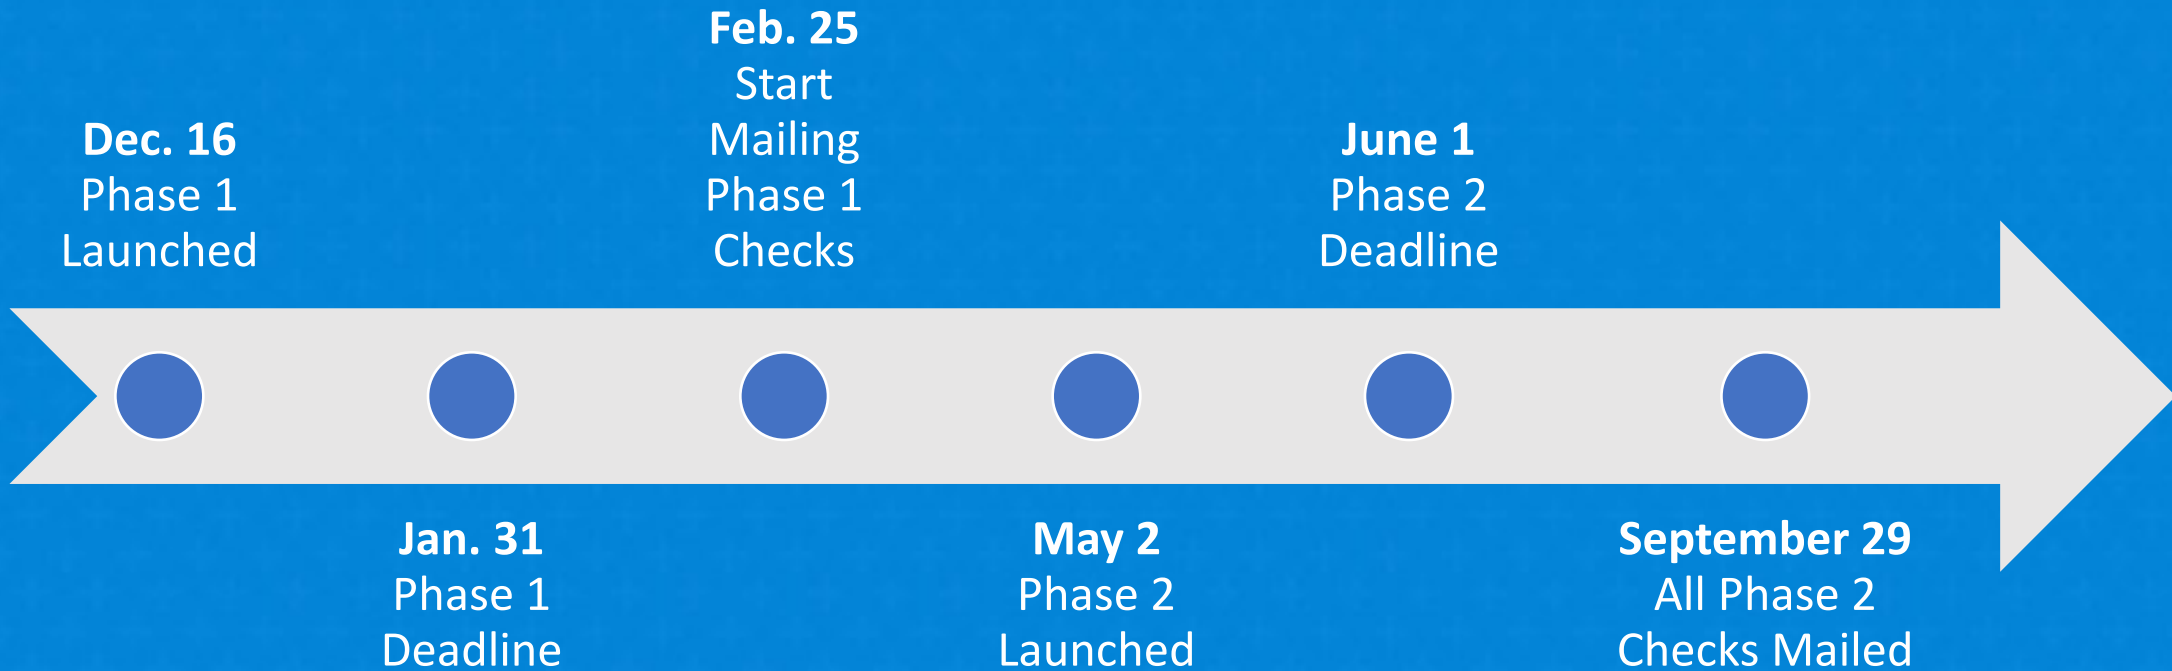 Dec. 16
Phase 1
Launched
Jan. 31
Phase 1
Deadline
Feb. 25
Start
Mailing
Phase 1
Checks
May 2
Phase 2
Launched
June 1
Phase 2
Deadline
September 29
All Phase 2
Checks Mailed